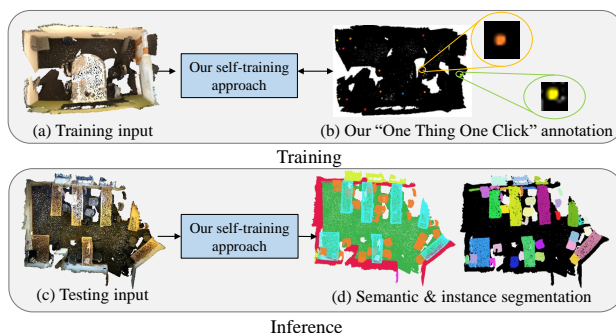 Our self-training
approach
(a) Training input
(b) Our “One Thing One Click” annotation
Training
Our self-training
approach
(c) Testing input
(d) Semantic & instance segmentation
Inference